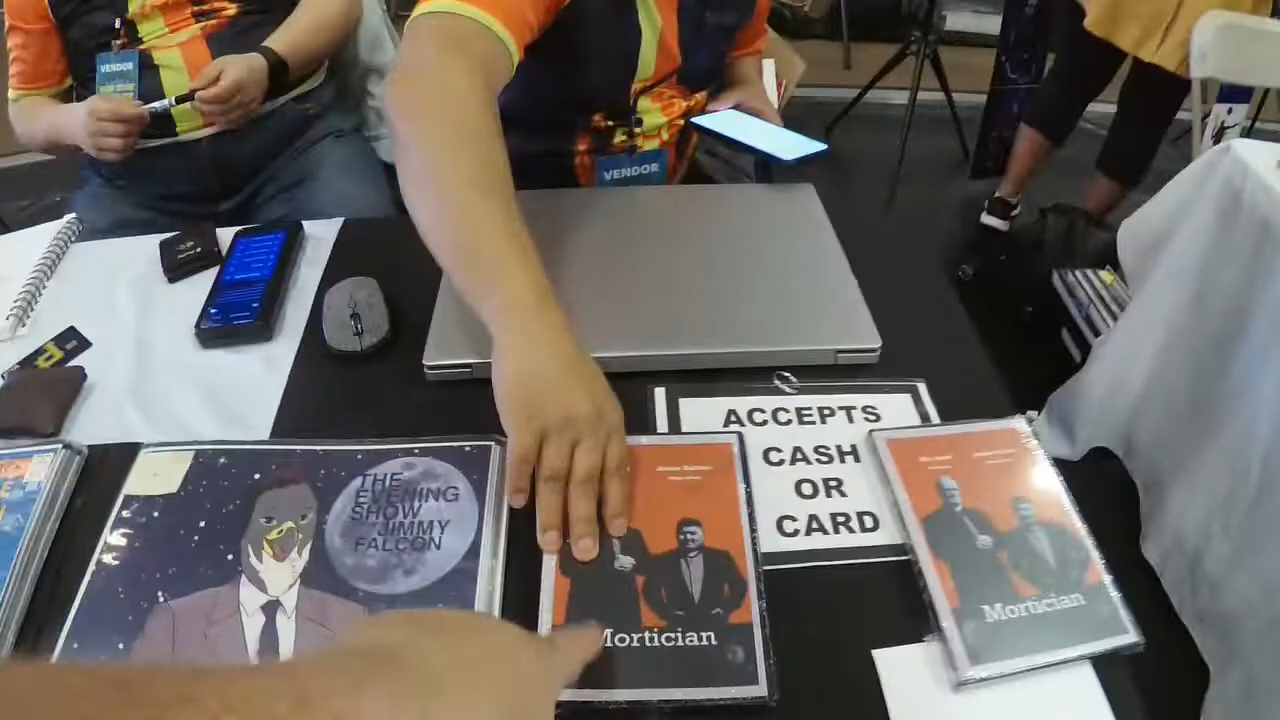 VENDOR
VENDOR
THE
EVENING
SHOW
JIMMY
FALCON
Mortician
ACCEPTS
CASH
OR
CARD
Mortician